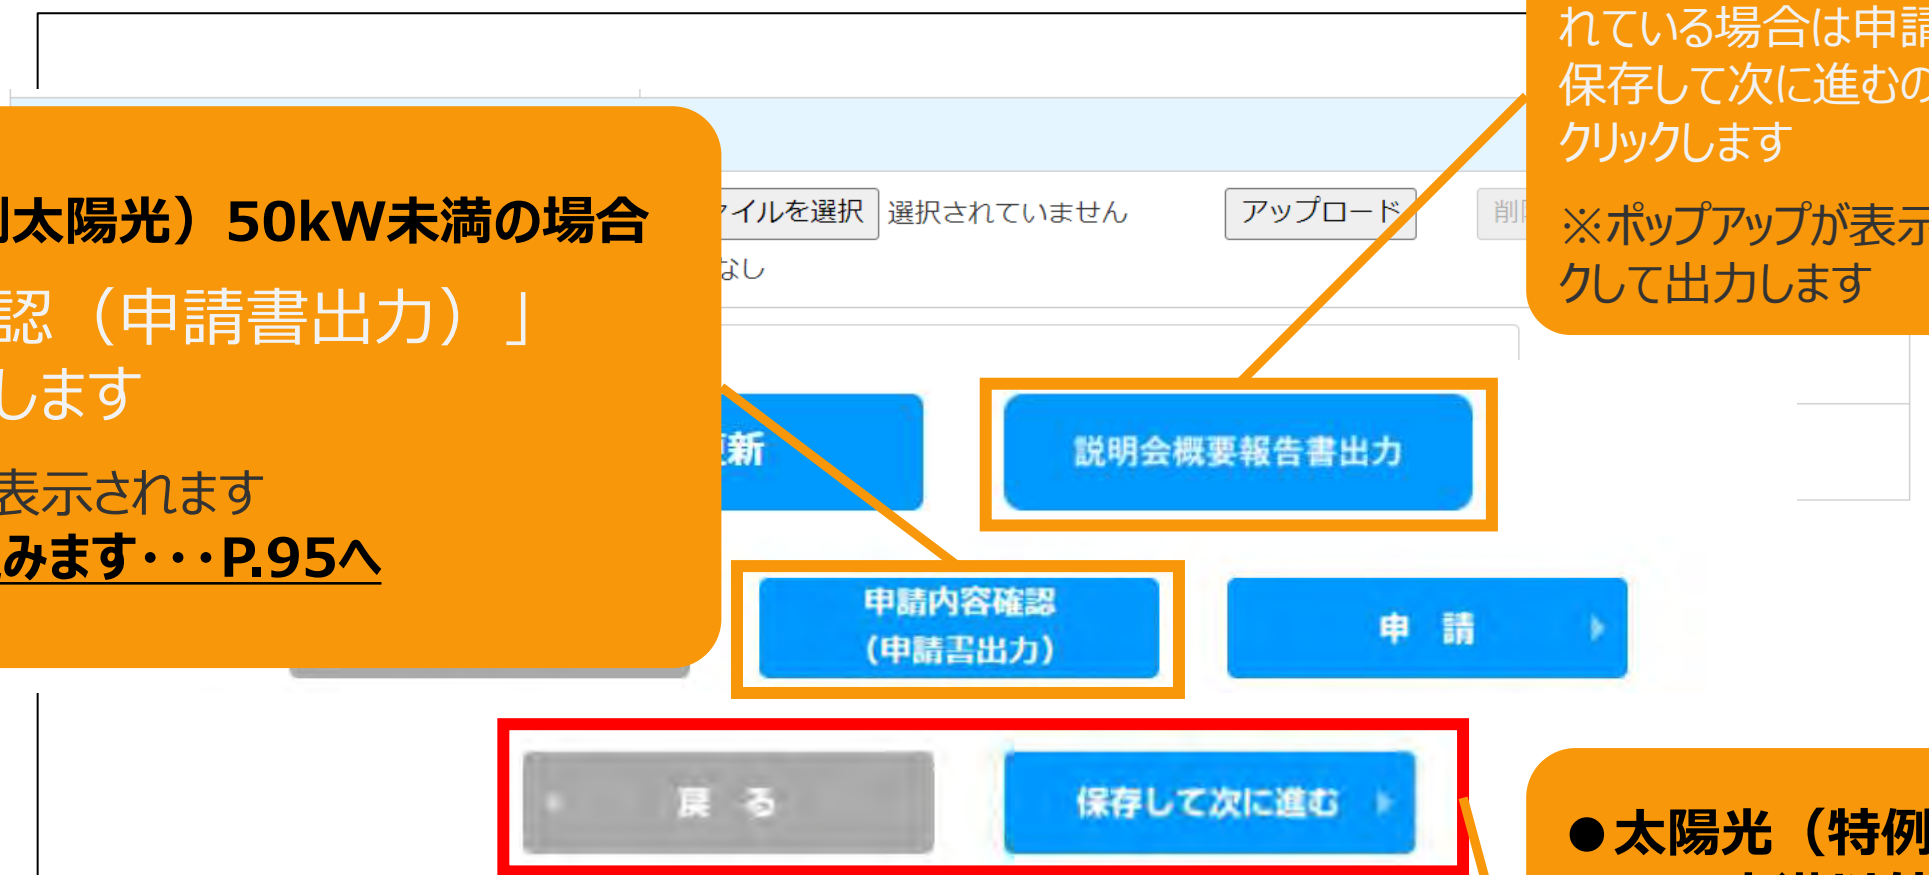 れている場合は申請
保存して次に進むの
クリックします
※ポップアップが表示
クして出力します
太陽光）50kW未満の場合
認（申請書出力）」
します
表示されます
みます・・・P.95へ
イルを選択 選択されていません アップロード 削
なし
新
説明会概要報告書出力
申請内容確認
（申請書出力）
申 請
戻 る
保存して次に進む
●太陽光（特例